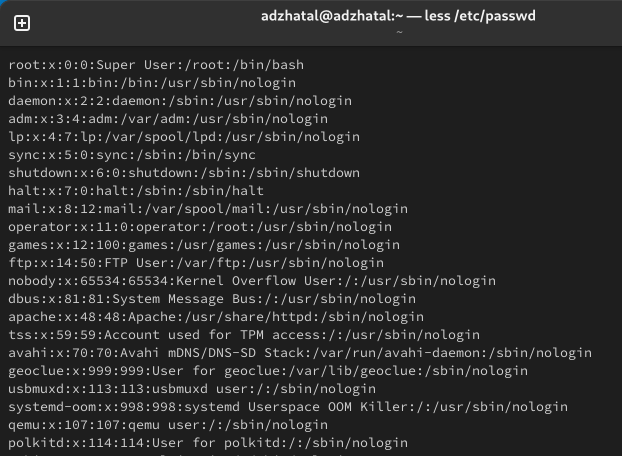 adzhatal@adzhatal:~ — less /etc/passwd
~
root:x:0:0:Super User:/root:/bin/bash
bin:x:1:1:bin:/bin:/usr/sbin/nologin
daemon:x:2:2:daemon:/sbin:/usr/sbin/nologin
adm:x:3:4:adm:/var/adm:/usr/sbin/nologin
lp:x:4:7:lp:/var/spool/lpd:/usr/sbin/nologin
sync:x:5:0:sync:/sbin:/bin/sync
shutdown:x:6:0:shutdown:/sbin:/sbin/shutdown
halt:x:7:0:halt:/sbin:/sbin/halt
mail:x:8:12:mail:/var/spool/mail:/usr/sbin/nologin
operator:x:11:0:operator:/root:/usr/sbin/nologin
games:x:12:100:games:/usr/games:/usr/sbin/nologin
ftp:x:14:50:FTP User:/var/ftp:/usr/sbin/nologin
nobody:x:65534:65534:Kernel Overflow User:/:/usr/sbin/nologin
dbus:x:81:81:System Message Bus:/:/usr/sbin/nologin
apache:x:48:48:Apache:/usr/share/httpd:/sbin/nologin
tss:x:59:59:Account used for TPM access:/:/usr/sbin/nologin
avahi:x:70:70:Avahi mDNS/DNS-SD Stack:/var/run/avahi-daemon:/sbin/nologin
geoclue:x:999:999:User for geoclue:/var/lib/geoclue:/sbin/nologin
usbmuxd:x:113:113:usbmuxd user:/:/sbin/nologin
systemd-oom:x:998:998:systemd Userspace OOM Killer:/:/usr/sbin/nologin
qemu:x:107:107:qemu user:/:/sbin/nologin
polkitd:x:114:114:User for polkitd:/:/sbin/nologin